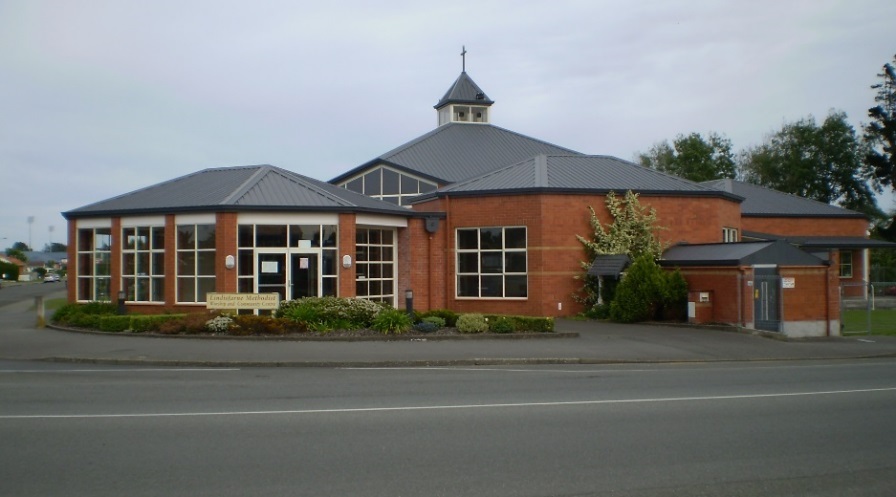 Lindisfarne Methodist
Worship and Community Centre